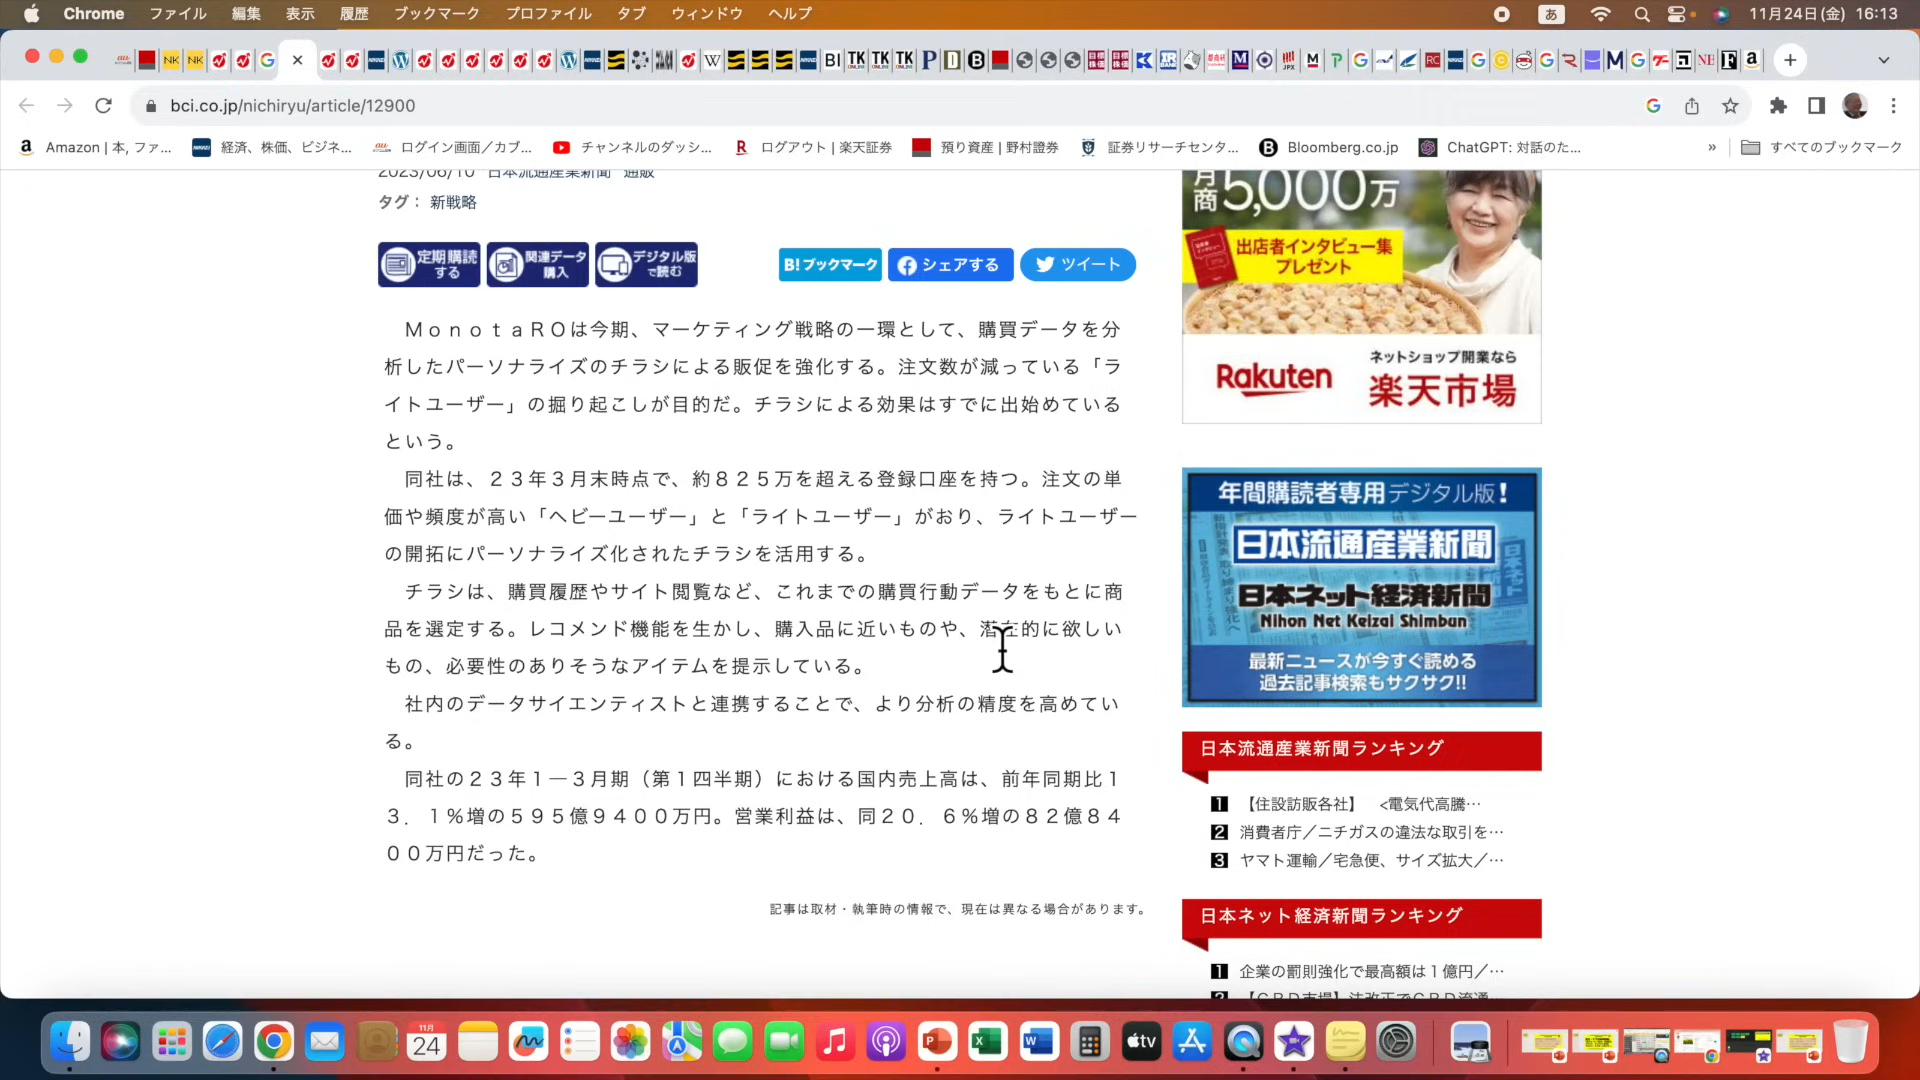 Chrome ファイル 編集 表示 履歴 ブックマーク プロファイル タブ ウィンドウ ヘルプ あ 11月24日(金) 16:13
bci.co.jp/nichiryu/article/12900
Amazon | 本, ファ... 経済、株価、ビジネ... ログイン画面／カブ... チャンネルのダッシ... ログアウト | 楽天証券 預り資産 | 野村證券 証券リサーチセンタ... Bloomberg.co.jp ChatGPT: 対話のた... » すべてのブックマーク
2023/06/10 日本流通産業新聞 通販
タグ： 新戦略
定期購読する
関連データ購入
デジタル版で読む
B!ブックマーク
シェアする
ツイート
ＭｏｎｏｔａＲＯは今期、マーケティング戦略の一環として、購買データを分
析したパーソナライズのチラシによる販促を強化する。注文数が減っている「ラ
イトユーザー」の掘り起こしが目的だ。チラシによる効果はすでに出始めている
という。
同社は、２３年３月末時点で、約８２５万を超える登録口座を持つ。注文の単
価や頻度が高い「ヘビーユーザー」と「ライトユーザー」がおり、ライトユーザー
の開拓にパーソナライズ化されたチラシを活用する。
チラシは、購買履歴やサイト閲覧など、これまでの購買行動データをもとに商
品を選定する。レコメンド機能を生かし、購入品に近いものや、潜在的に欲しい
もの、必要性のありそうなアイテムを提示している。
社内のデータサイエンティストと連携することで、より分析の精度を高めてい
る。
同社の２３年１―３月期（第１四半期）における国内売上高は、前年同期比１
３．１％増の５９５億９４００万円。営業利益は、同２０．６％増の８２億８４
００万円だった。
記事は取材・執筆時の情報で、現在は異なる場合があります。
月商5,000万
出店者インタビュー集
プレゼント
Rakuten
ネットショップ開業なら
楽天市場
年間購読者専用デジタル版！
日本流通産業新聞
日本ネット経済新聞
Nihon Net Keizai Shimbun
最新ニュースが今すぐ読める
過去記事検索もサクサク!!
日本流通産業新聞ランキング
1 【住設訪販各社】 <電気代高騰…
2 消費者庁／ニチガスの違法な取引を…
3 ヤマト運輸／宅急便、サイズ拡大／…
日本ネット経済新聞ランキング
1 企業の罰則強化で最高額は１億円／…
2 【ＣＢＤ市場】法改正でＣＢＤ流通…
11月
24
tv